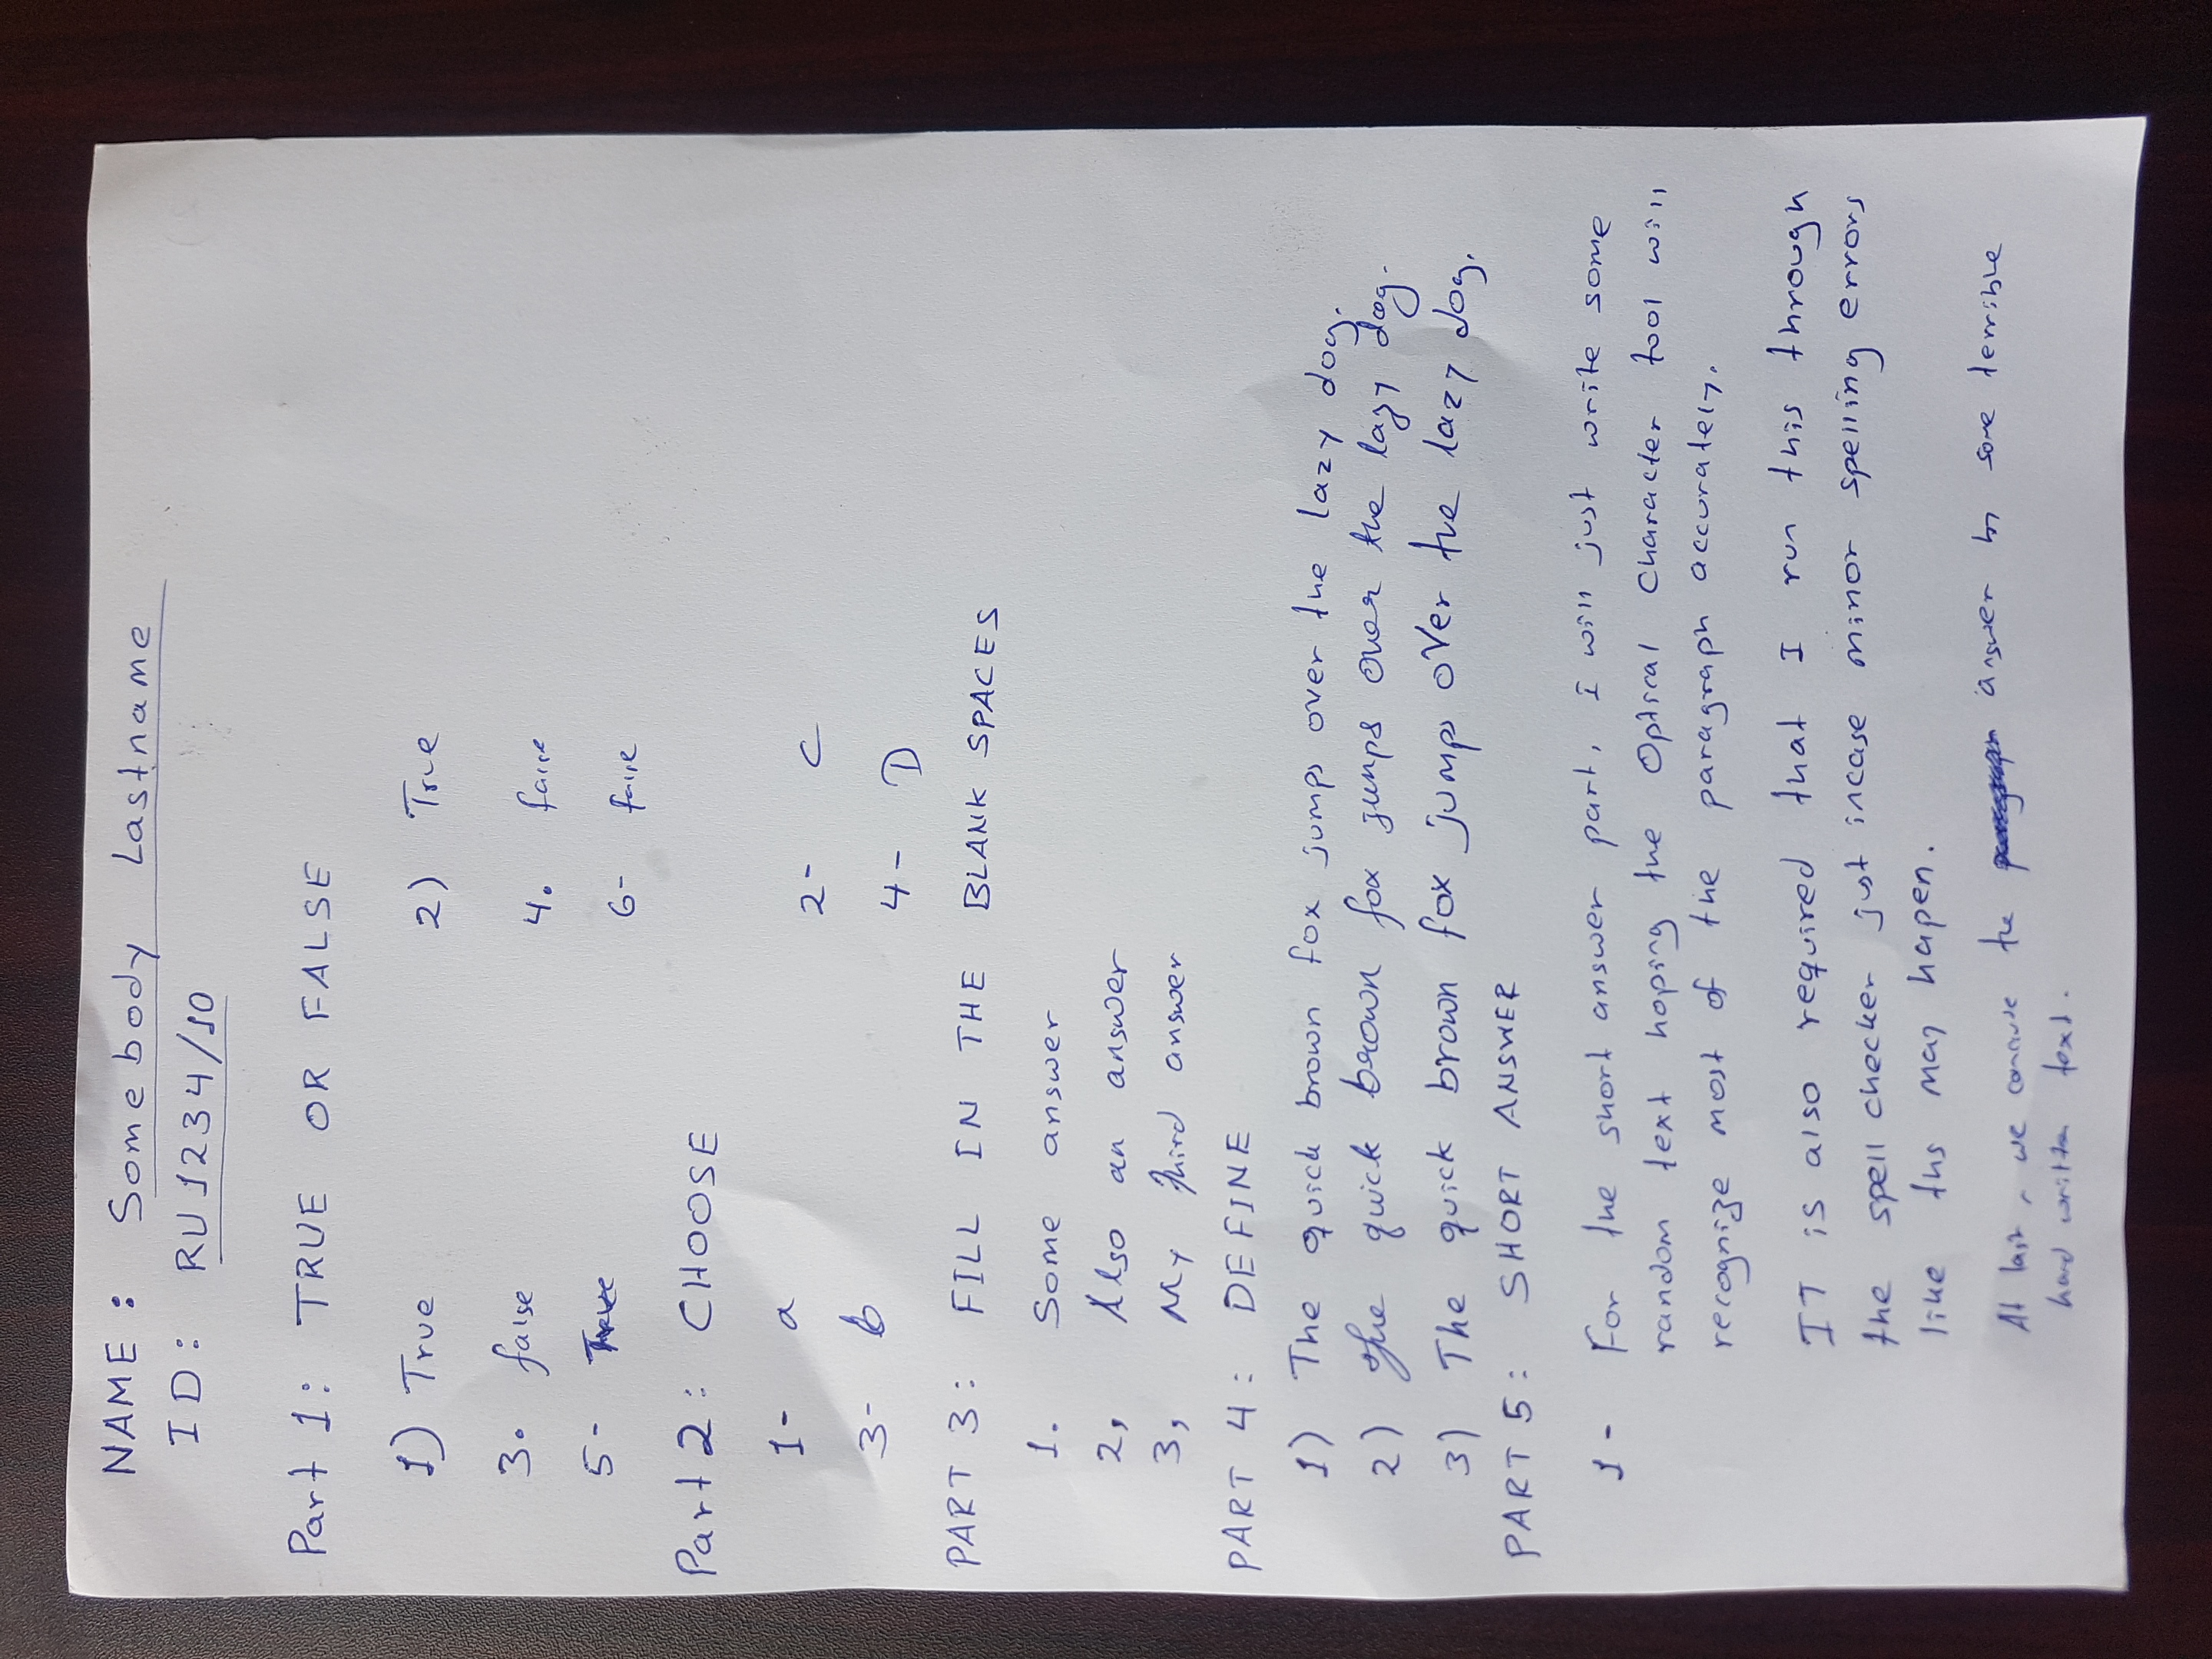 NAME: Somebody Lastname
ID: RU1234/10
Part 1: TRUE OR FALSE
1) True 2) True
3. false 4. false
5- True 6- false
Part 2: CHOOSE
1- a 2- C
3- b 4- D
PART 3: FILL IN THE BLANK SPACES
1. Some answer
2, Also an answer
3, My third answer
PART 4: DEFINE
1) The quick brown fox jumps over the lazy dog.
2) The quick brown fox jumps over the lazy dog.
3) The quick brown fox jumps over the lazy dog.
PART 5: SHORT ANSWER
1- For the short answer part, I will just write some
random text hoping the Optical Character tool will
recognize most of the paragraph accurately.
IT is also required that I run this through
the spell checker just incase minor spelling errors
like ths may hapen.
At last, we conclude the answer by some terrible
hand written text.